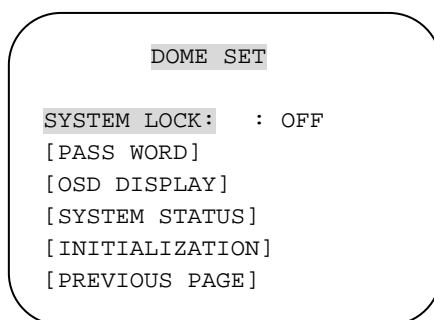 DOME SET
SYSTEM LOCK:   : OFF
[PASS WORD]
[OSD DISPLAY]
[SYSTEM STATUS]
[INITIALIZATION]
[PREVIOUS PAGE]